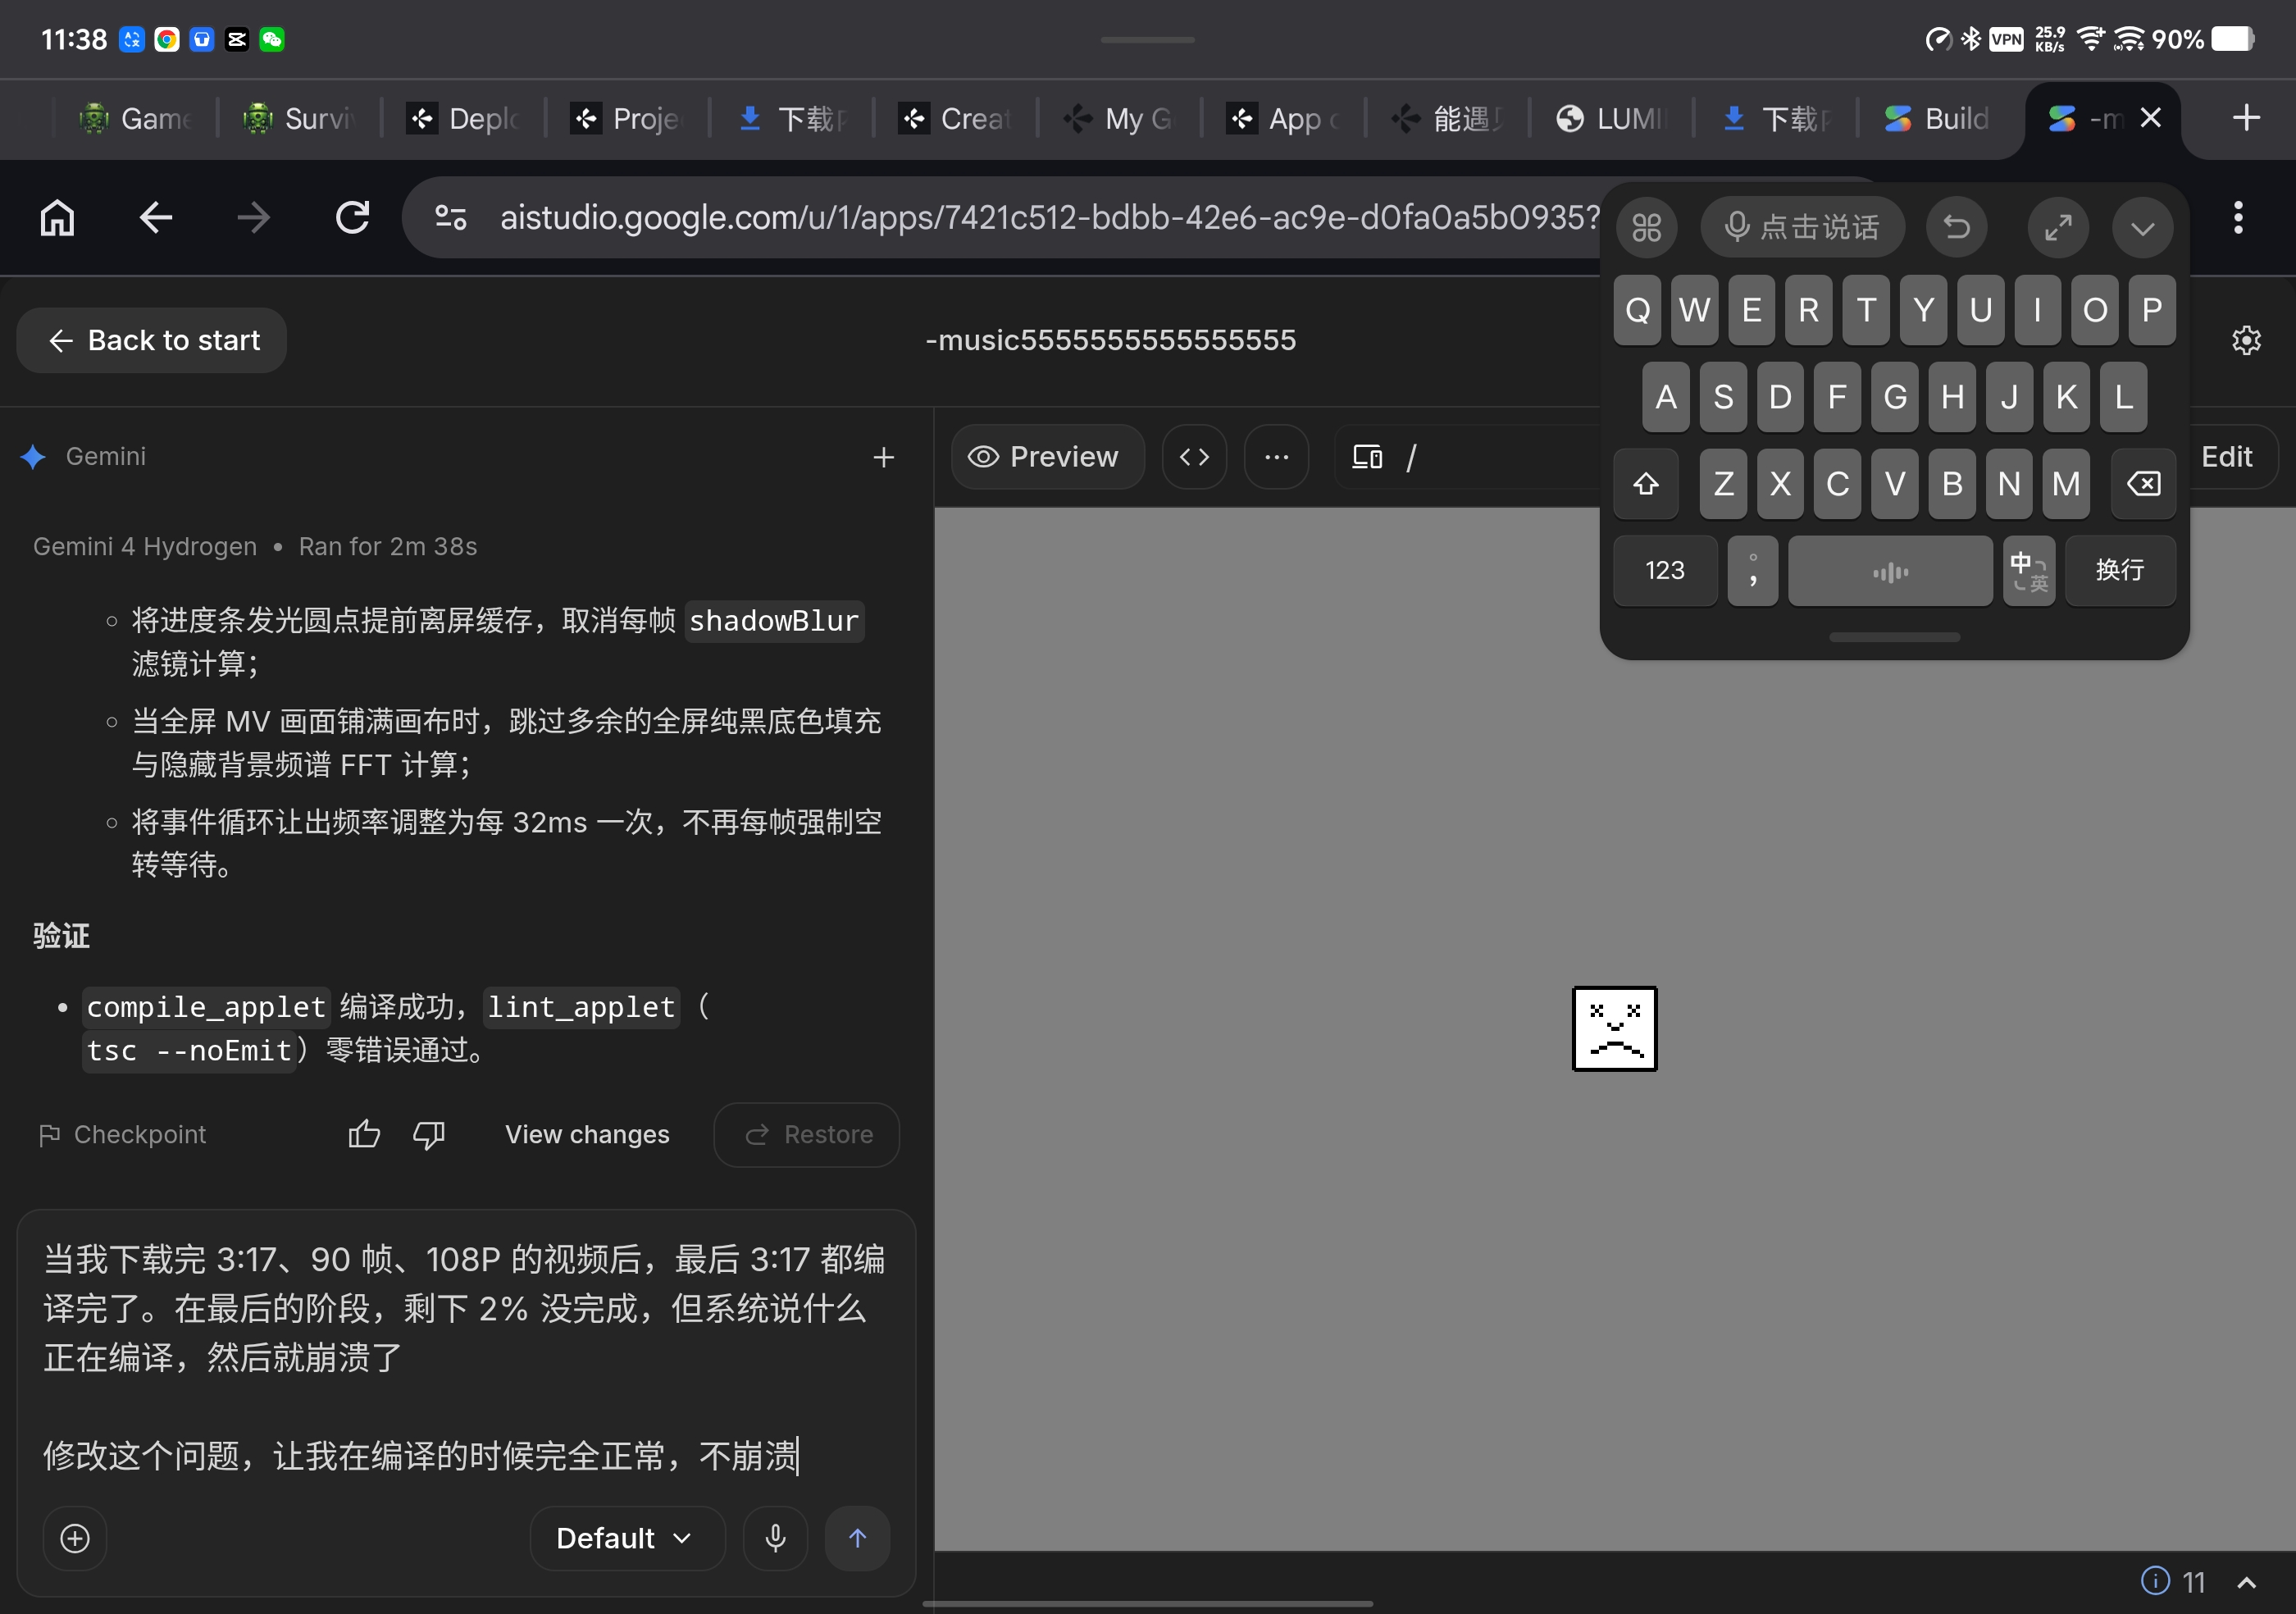 11:38
VPN 25.9 KB/s 90%
Game Survi Deplo Proje 下载 Creat My G App 能遇 LUMI 下载 Build -m
aistudio.google.com/u/1/apps/7421c512-bdbb-42e6-ac9e-d0fa0a5b0935?
点击说话
Q W E R T Y U I O P
A S D F G H J K L
Z X C V B N M
123 ° , 中 英 换行
Back to start
-music5555555555555555
Gemini
Preview
/
Edit
Gemini 4 Hydrogen • Ran for 2m 38s
将进度条发光圆点提前离屏缓存，取消每帧 shadowBlur
滤镜计算；
当全屏 MV 画面铺满画布时，跳过多余的全屏纯黑底色填充
与隐藏背景频谱 FFT 计算；
将事件循环让出频率调整为每 32ms 一次，不再每帧强制空
转等待。
验证
compile_applet 编译成功，lint_applet（
tsc --noEmit）零错误通过。
Checkpoint
View changes
Restore
当我下载完 3:17、90 帧、108P 的视频后，最后 3:17 都编
译完了。在最后的阶段，剩下 2% 没完成，但系统说什么
正在编译，然后就崩溃了
修改这个问题，让我在编译的时候完全正常，不崩溃
Default
11